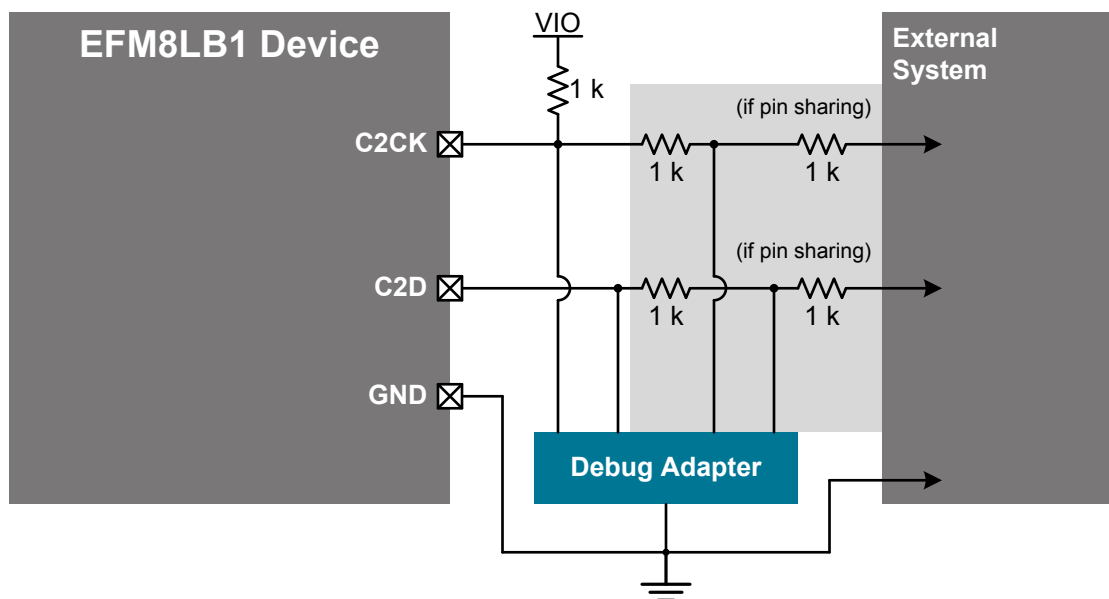 VIO
EFM8LB1 Device
External
System
1 k
(if pin sharing)
C2CK
1 k
1 k
(if pin sharing)
C2D
1 k
1 k
GND
Debug Adapter